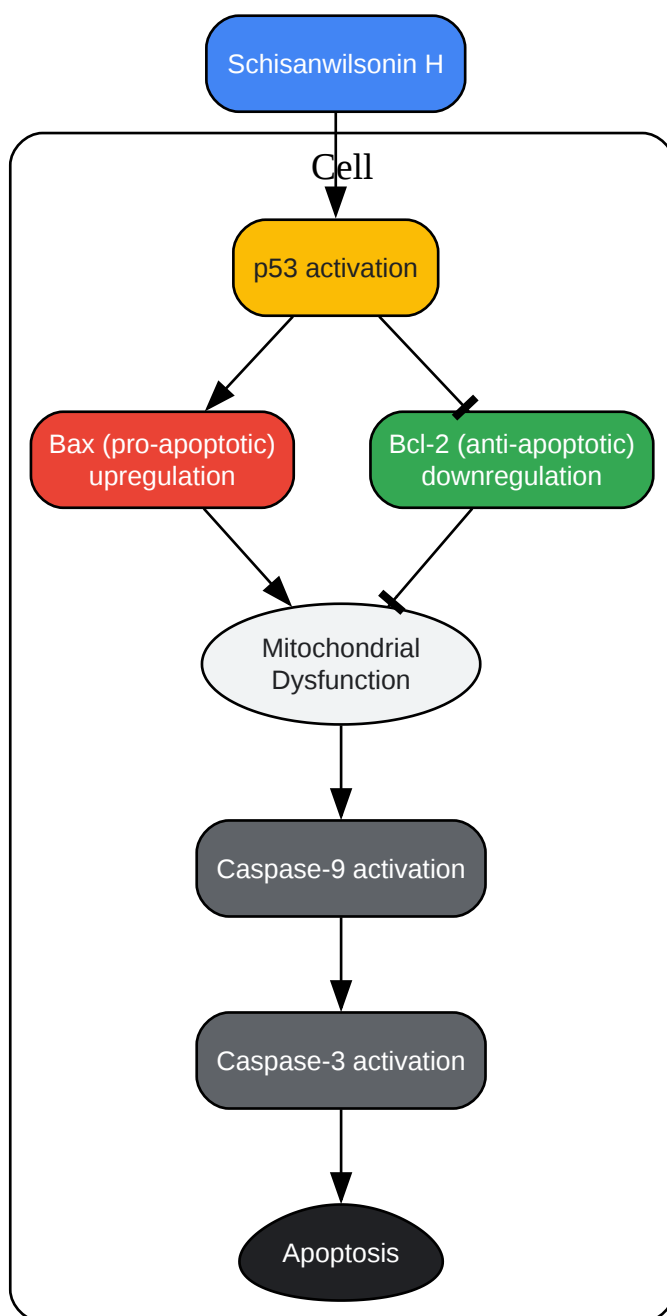 Schisanwilsonin H
Cell
p53 activation
Bax (pro-apoptotic)
upregulation
Bcl-2 (anti-apoptotic)
downregulation
Mitochondrial
Dysfunction
Caspase-9 activation
Caspase-3 activation
Apoptosis